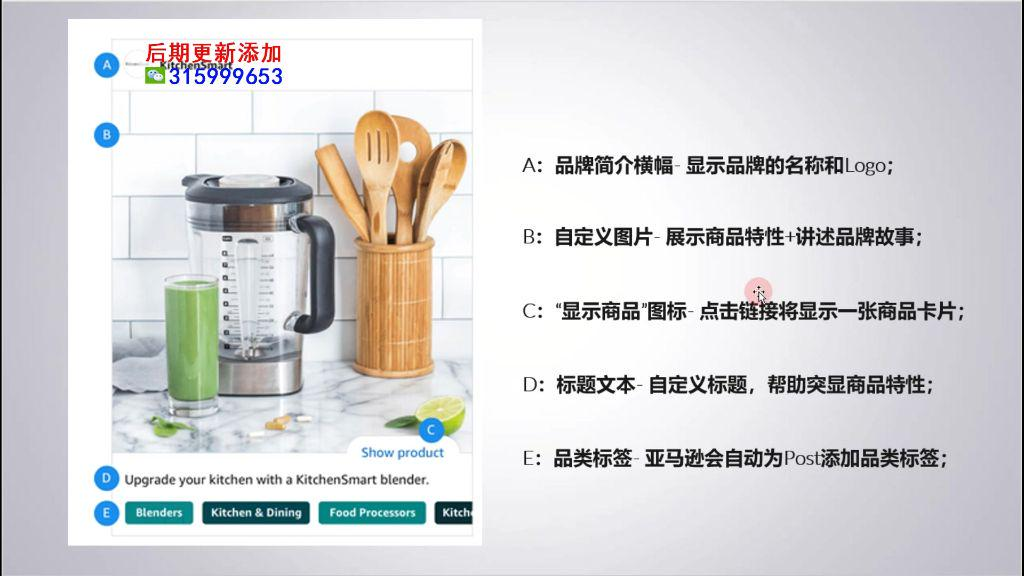 后期更新添加
315999653
A
KitchenSmart
B
C
Show product
D
Upgrade your kitchen with a KitchenSmart blender.
E
Blenders
Kitchen & Dining
Food Processors
Kitch
A：品牌简介横幅- 显示品牌的名称和Logo；
B：自定义图片- 展示商品特性+讲述品牌故事；
C：“显示商品”图标- 点击链接将显示一张商品卡片；
D：标题文本- 自定义标题，帮助突显商品特性；
E：品类标签- 亚马逊会自动为Post添加品类标签；